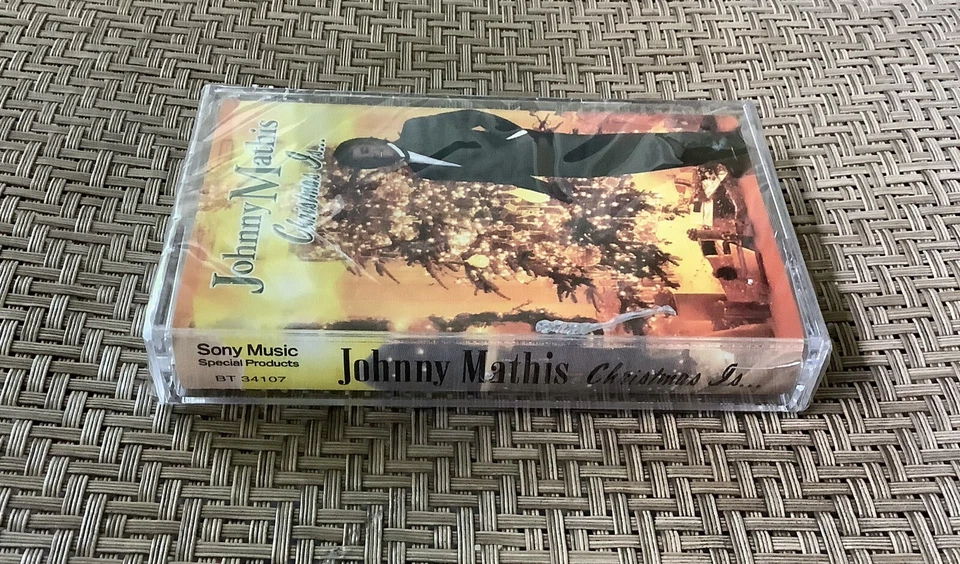 Johnny Mathis
Christmas Is...
Sony Music
Special Products
BT 34107
Johnny Mathis Christmas Is...